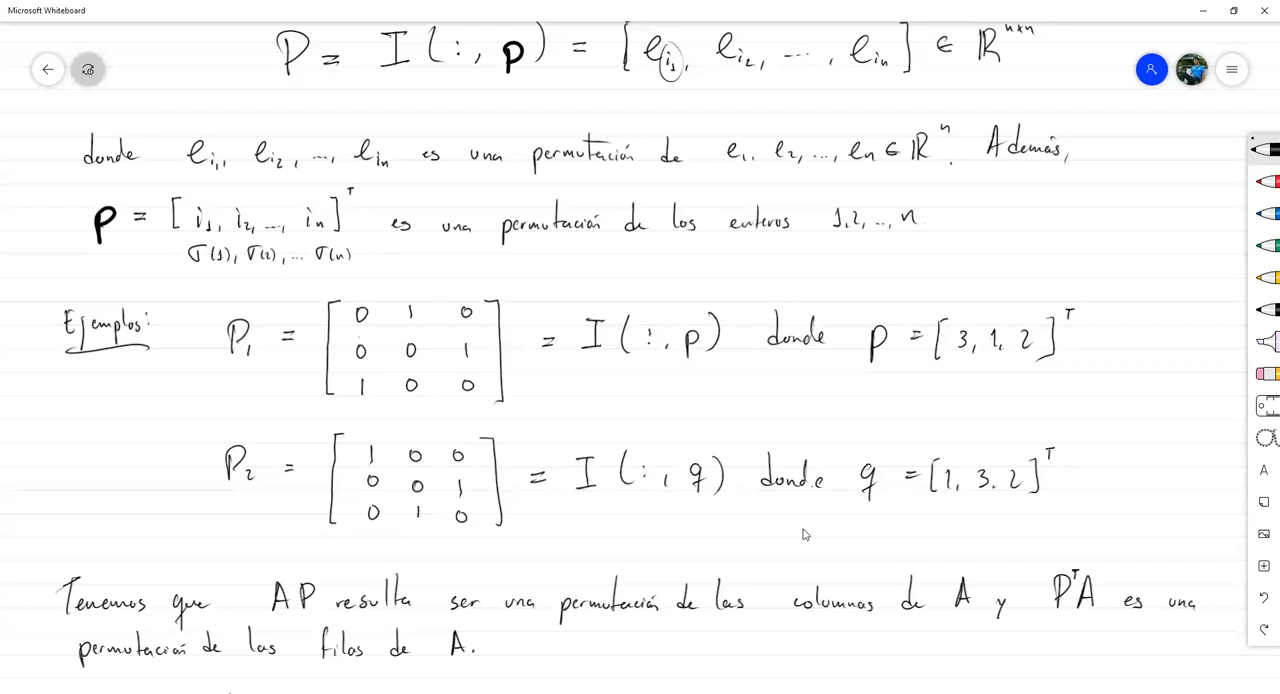 Microsoft Whiteboard
P = I(:, p) = [e_{i_1}, e_{i_2}, ..., e_{i_n}] ∈ ℝ^{n×n}
donde e_{i_1}, e_{i_2}, ..., e_{i_n} es una permutación de e_1, e_2, ..., e_n ∈ ℝ^n. Además,
p = [i_1, i_2, ..., i_n]^T es una permutación de los enteros 1, 2, ..., n
σ(1), σ(2), ... σ(n)
Ejemplos: P_1 = [0 1 0; 0 0 1; 1 0 0] = I(:, p) donde p = [3, 1, 2]^T
P_2 = [1 0 0; 0 0 1; 0 1 0] = I(:, q) donde q = [1, 3. 2]^T
Tenemos que AP resulta ser una permutación de las columnas de A y P^T A es una
permutación de las filas de A.
A